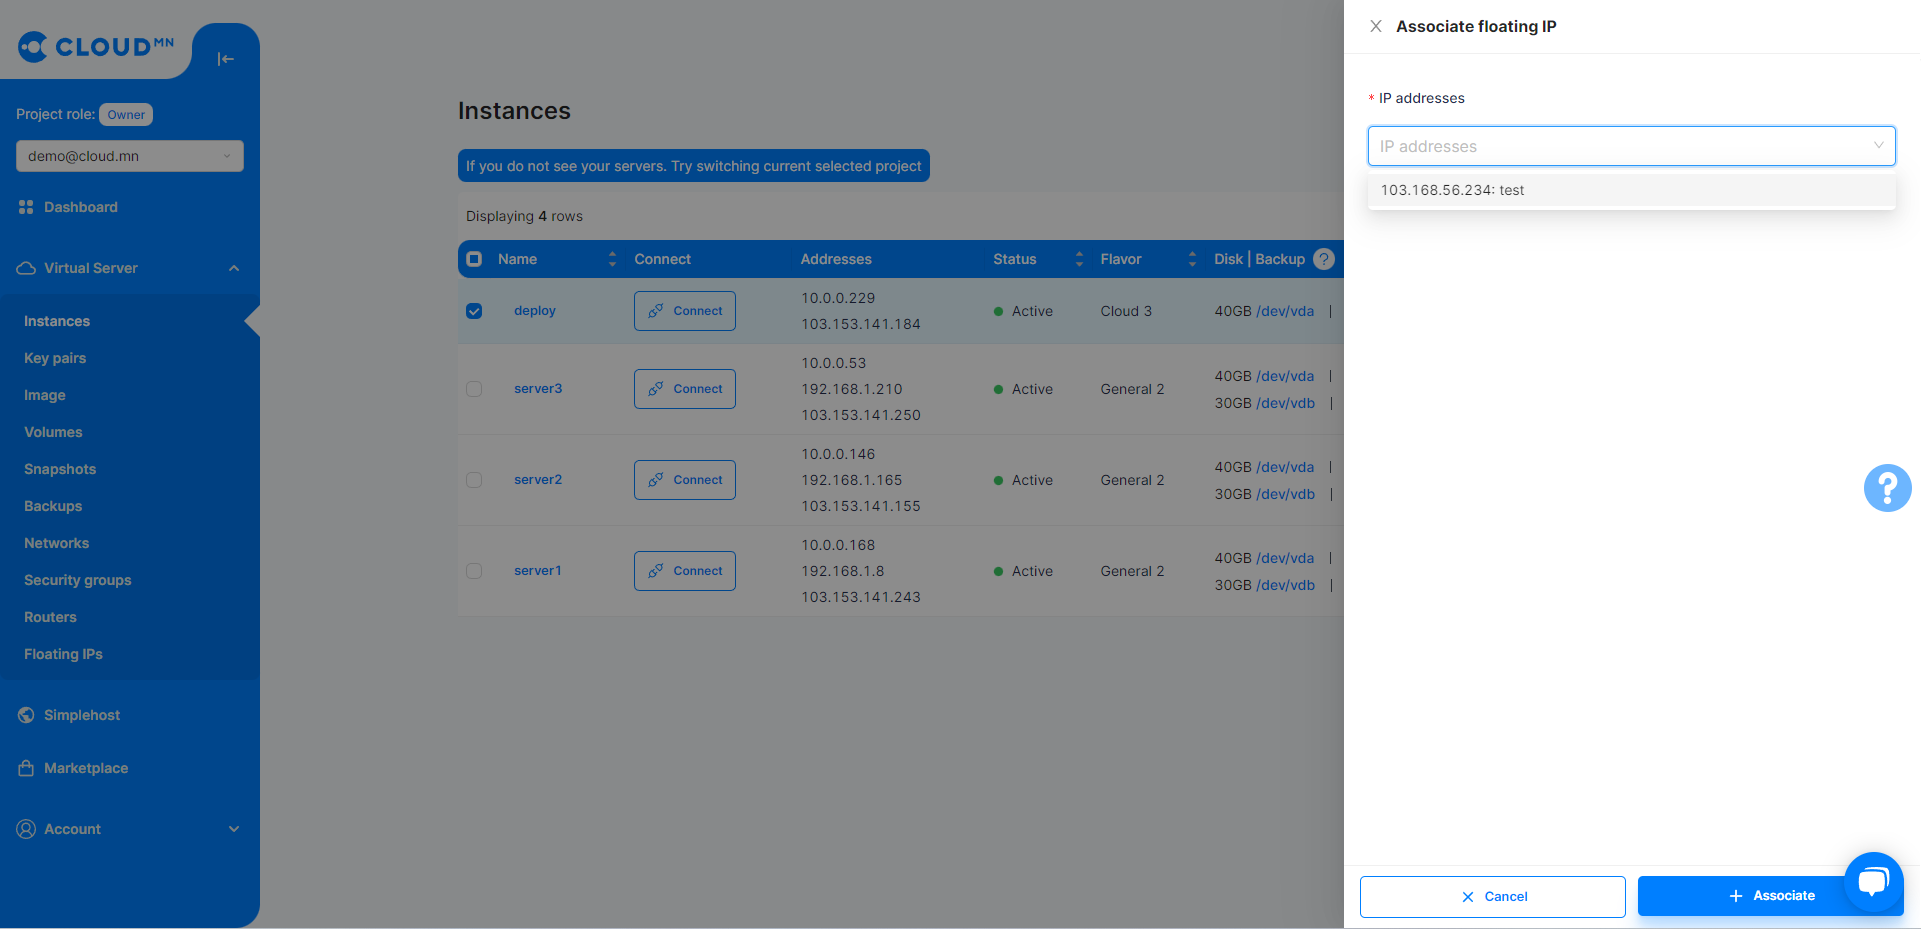 CLOUD MN
Project role: Owner
demo@cloud.mn
Dashboard
Virtual Server
Instances
Key pairs
Image
Volumes
Snapshots
Backups
Networks
Security groups
Routers
Floating IPs
Simplehost
Marketplace
Account
Instances
If you do not see your servers. Try switching current selected project
Displaying 4 rows
Name Connect Addresses Status Flavor Disk | Backup ?
deploy Connect 10.0.0.229 Active Cloud 3 40GB /dev/vda |
103.153.141.184
10.0.0.53
server3 Connect 192.168.1.210 Active General 2 40GB /dev/vda |
103.153.141.250 30GB /dev/vdb |
10.0.0.146
server2 Connect 192.168.1.165 Active General 2 40GB /dev/vda |
103.153.141.155 30GB /dev/vdb |
10.0.0.168
server1 Connect 192.168.1.8 Active General 2 40GB /dev/vda |
103.153.141.243 30GB /dev/vdb |
Associate floating IP
* IP addresses
IP addresses
103.168.56.234: test
?
Cancel
+ Associate